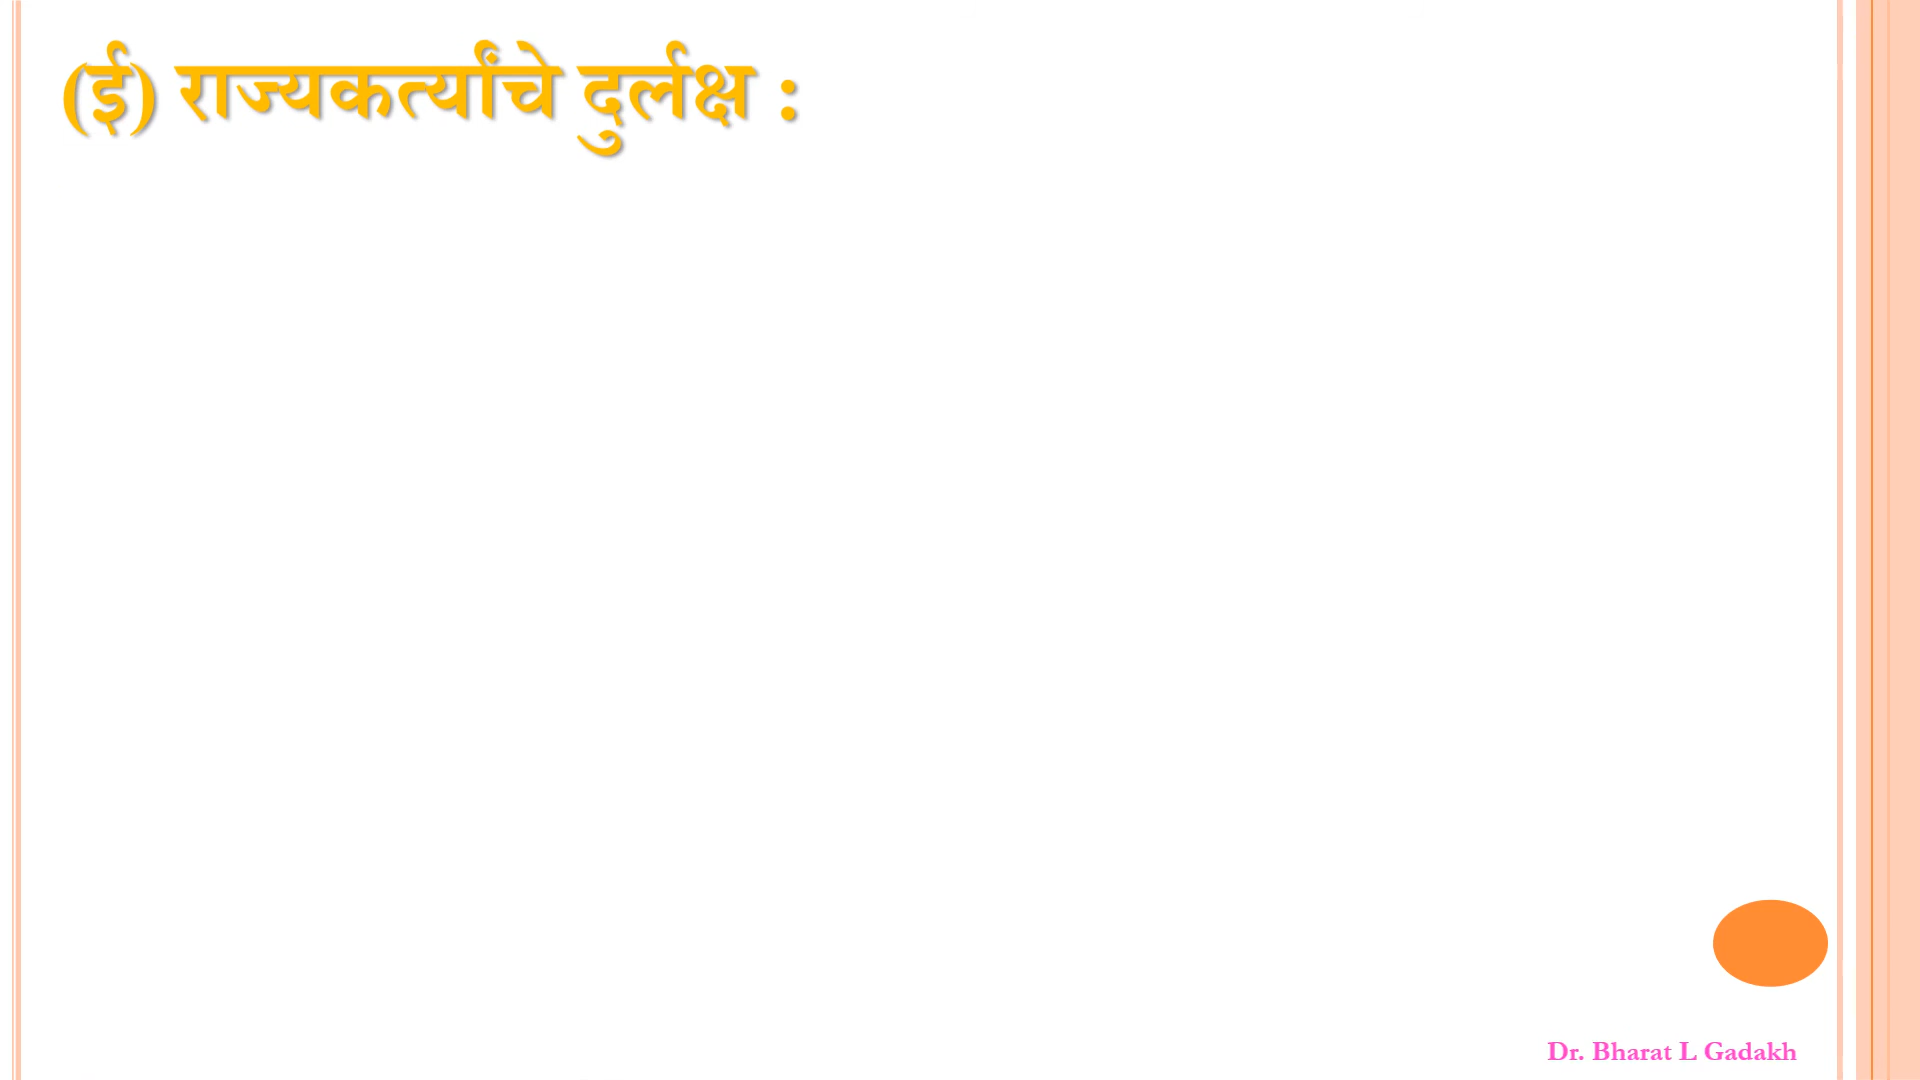 (ई) राज्यकर्त्यांचे दुर्लक्ष :
Dr. Bharat L Gadakh